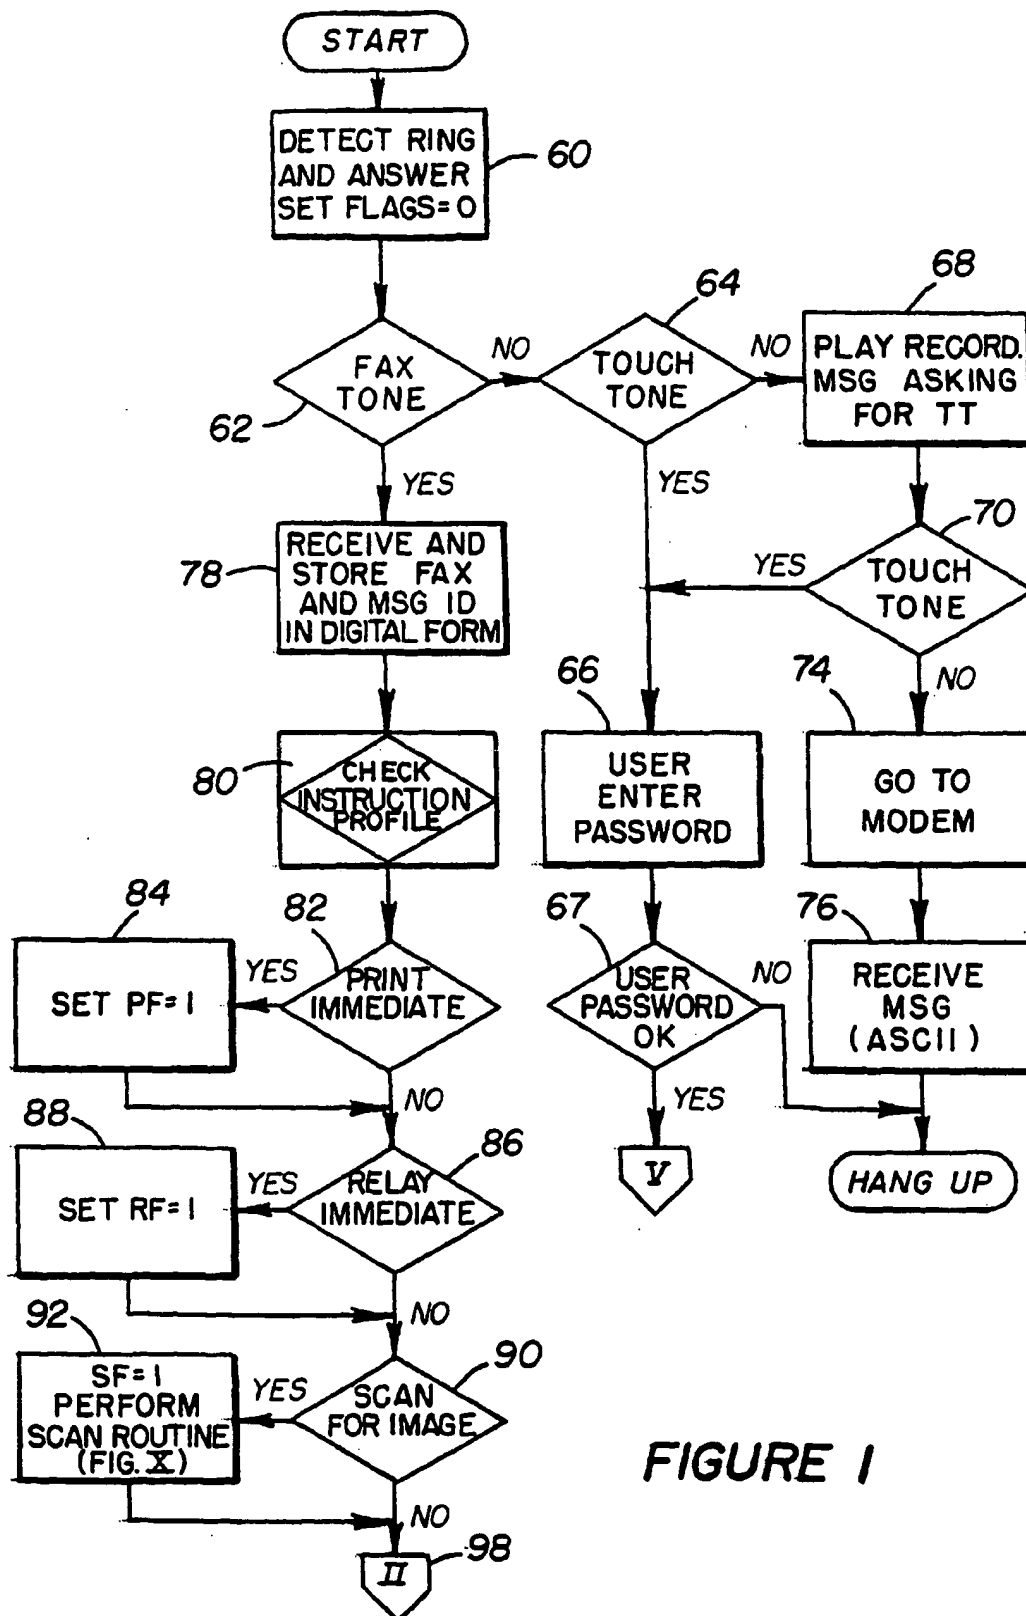 START
DETECT RING
AND ANSWER
SET FLAGS=0
60
FAX
TONE
62
NO
TOUCH
TONE
64
NO
PLAY RECORD.
MSG ASKING
FOR TT
68
YES
YES
YES
TOUCH
TONE
70
RECEIVE AND
STORE FAX
AND MSG ID
IN DIGITAL FORM
78
NO
CHECK
INSTRUCTION
PROFILE
80
USER
ENTER
PASSWORD
66
GO TO
MODEM
74
PRINT
IMMEDIATE
82
YES
SET PF=1
84
NO
USER
PASSWORD
OK
67
NO
RECEIVE
MSG
(ASCII)
76
YES
V
HANG UP
RELAY
IMMEDIATE
86
YES
SET RF=1
88
NO
SCAN
FOR IMAGE
90
YES
SF=1
PERFORM
SCAN ROUTINE
(FIG. X)
92
NO
II
98
FIGURE 1